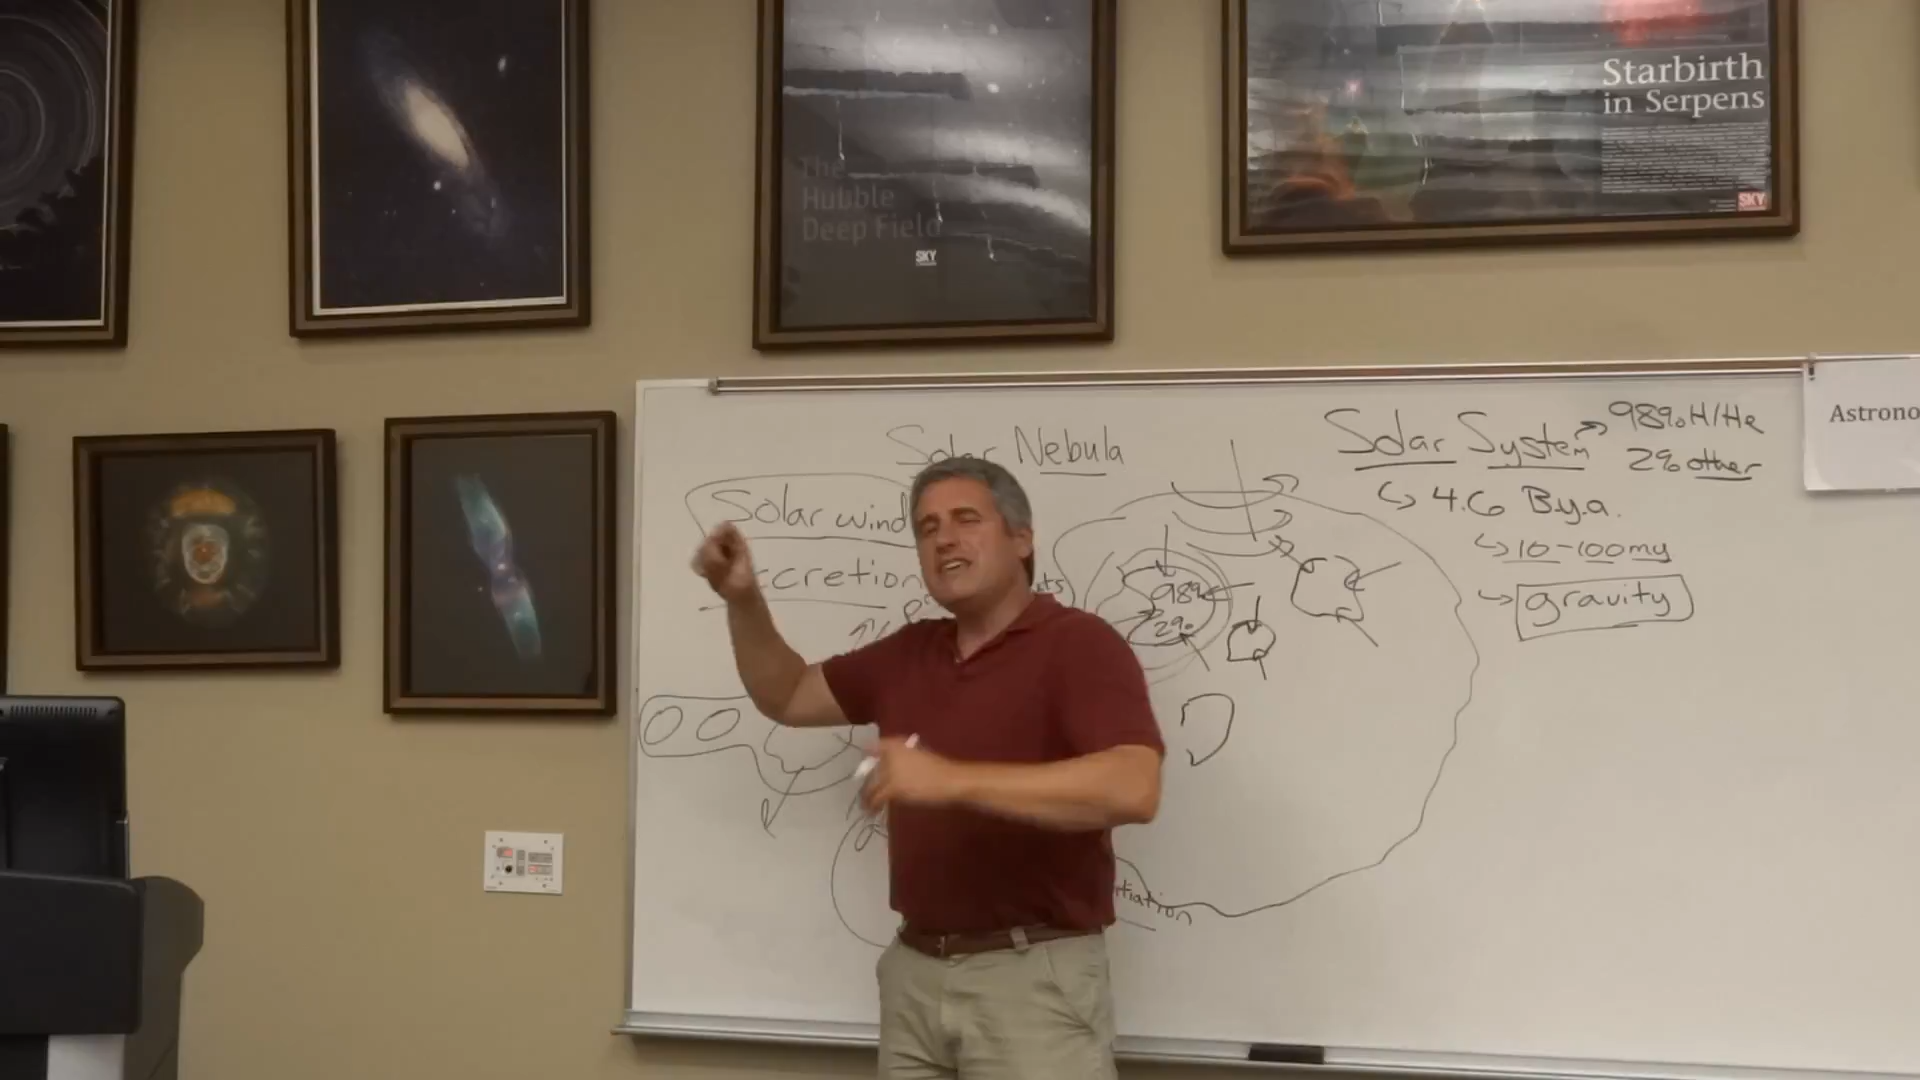 Starbirth
in Serpens
SKY
The
Hubble
Deep Field
SKY
Astrono
Solar Nebula
Solar System → 98% H/He
2% other
↳ 4.6 B.y.a.
↳ 10-100my
↳ gravity
Solar wind
ccretion
98%
2%
tiation